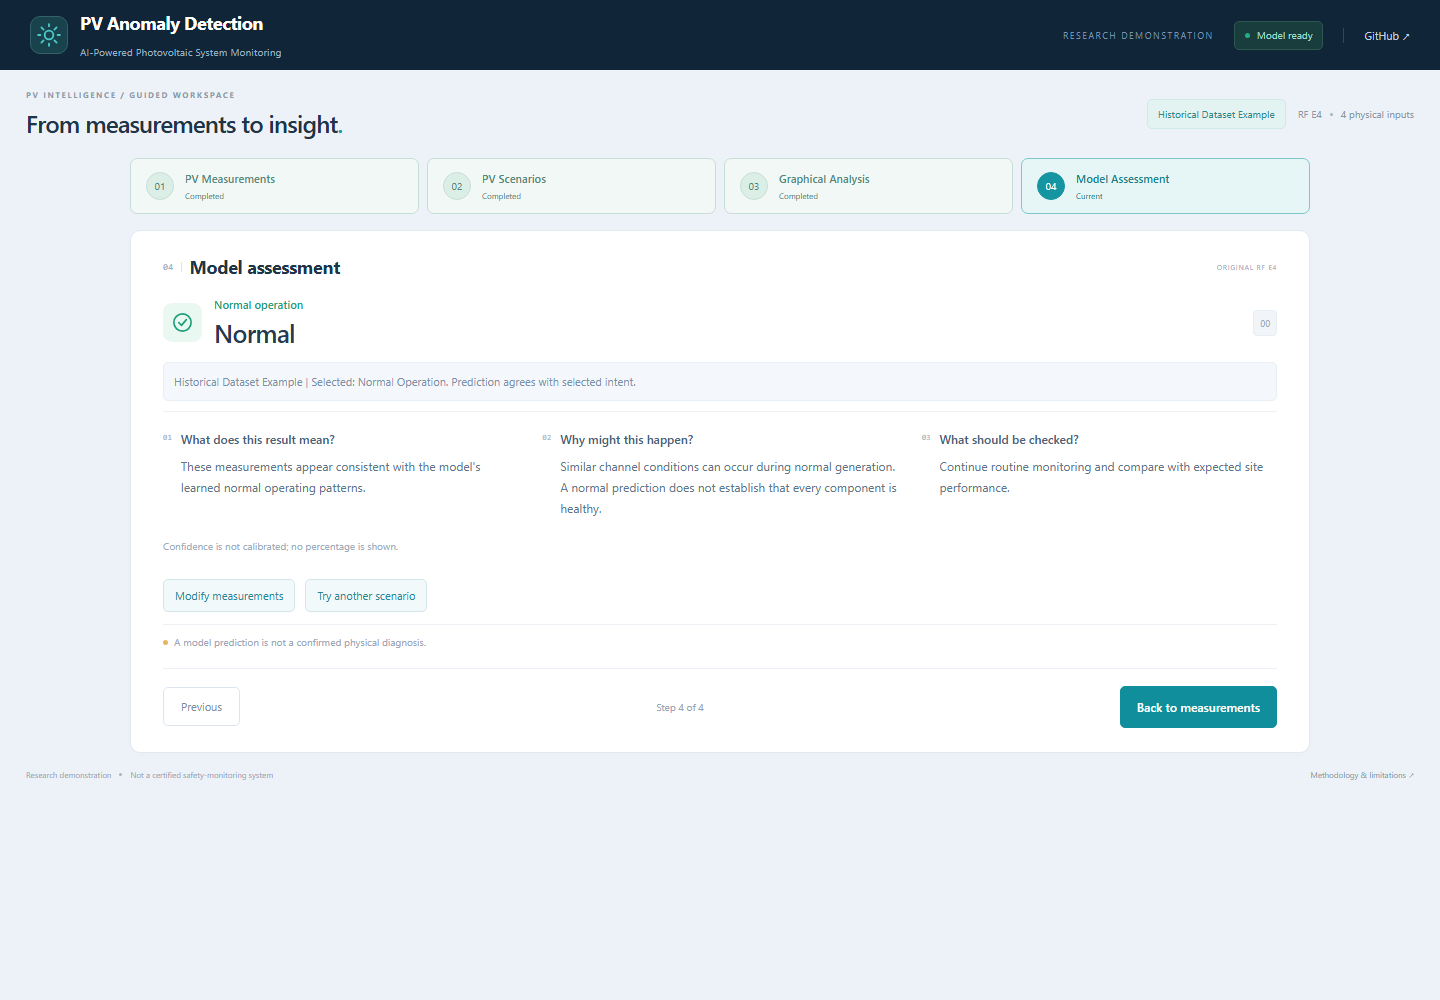 PV Anomaly Detection
AI-Powered Photovoltaic System Monitoring
RESEARCH DEMONSTRATION
Model ready
GitHub ↗
PV INTELLIGENCE / GUIDED WORKSPACE
From measurements to insight.
Historical Dataset Example
RF E4 • 4 physical inputs
01
PV Measurements
Completed
02
PV Scenarios
Completed
03
Graphical Analysis
Completed
04
Model Assessment
Current
04
Model assessment
ORIGINAL RF E4
Normal operation
Normal
00
Historical Dataset Example | Selected: Normal Operation. Prediction agrees with selected intent.
01
What does this result mean?
These measurements appear consistent with the model's
learned normal operating patterns.
02
Why might this happen?
Similar channel conditions can occur during normal generation.
A normal prediction does not establish that every component is
healthy.
03
What should be checked?
Continue routine monitoring and compare with expected site
performance.
Confidence is not calibrated; no percentage is shown.
Modify measurements
Try another scenario
A model prediction is not a confirmed physical diagnosis.
Previous
Step 4 of 4
Back to measurements
Research demonstration • Not a certified safety-monitoring system
Methodology & limitations ↗